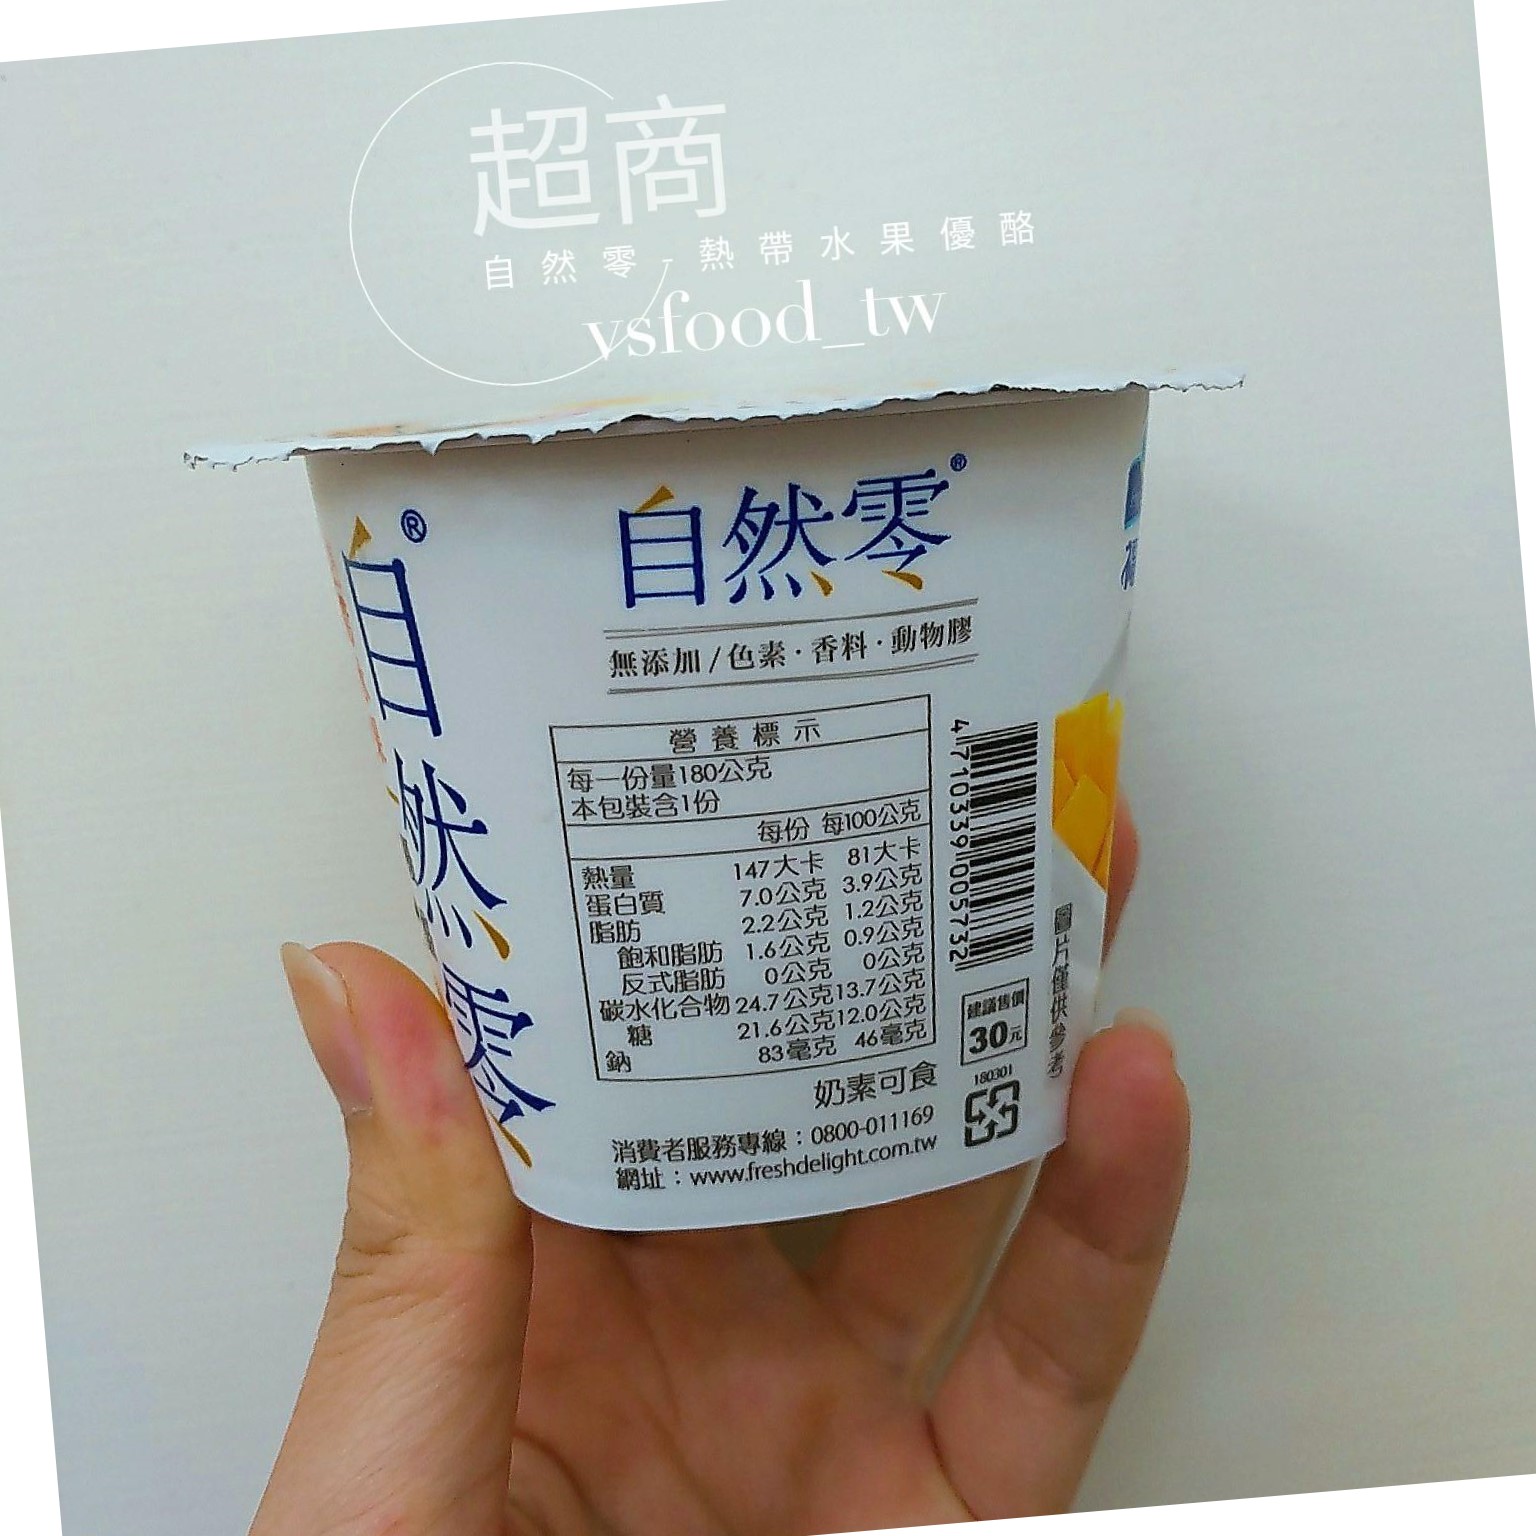 超商
自然零-熱帶水果優酪
vsfood_tw
自然零®
自然零®
無添加/色素·香料·動物膠
營養標示
每一份量180公克
本包裝含1份
每份 每100公克
熱量 147大卡 81大卡
蛋白質 7.0公克 3.9公克
脂肪 2.2公克 1.2公克
飽和脂肪 1.6公克 0.9公克
反式脂肪 0公克 0公克
碳水化合物 24.7公克 13.7公克
糖 21.6公克 12.0公克
鈉 83毫克 46毫克
奶素可食
消費者服務專線：0800-011169
網址：www.freshdelight.com.tw
4710339005732
建議售價
30元
180301
圖片僅供參考